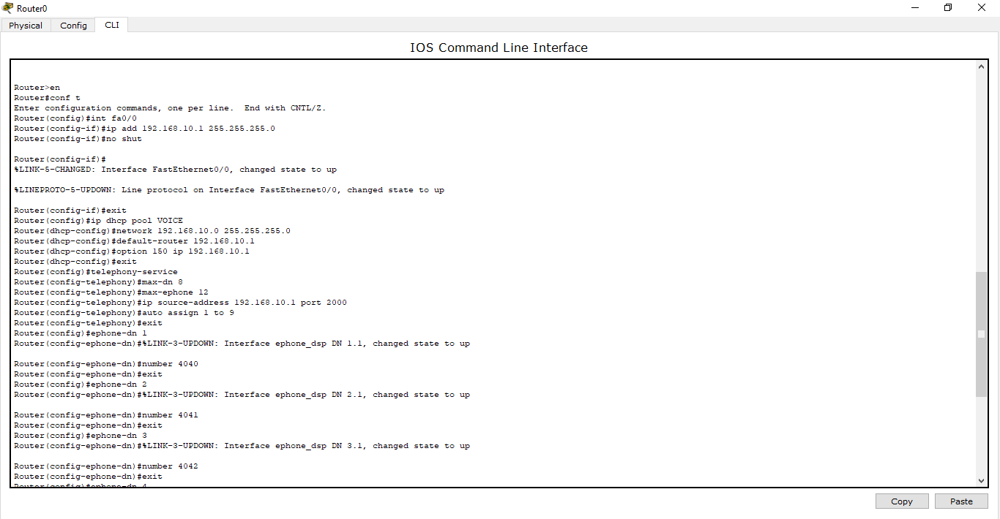 Router0
Physical Config CLI
IOS Command Line Interface
Router>en
Router#conf t
Enter configuration commands, one per line.  End with CNTL/Z.
Router(config)#int fa0/0
Router(config-if)#ip add 192.168.10.1 255.255.255.0
Router(config-if)#no shut
Router(config-if)#
%LINK-5-CHANGED: Interface FastEthernet0/0, changed state to up
%LINEPROTO-5-UPDOWN: Line protocol on Interface FastEthernet0/0, changed state to up
Router(config-if)#exit
Router(config)#ip dhcp pool VOICE
Router(dhcp-config)#network 192.168.10.0 255.255.255.0
Router(dhcp-config)#default-router 192.168.10.1
Router(dhcp-config)#option 150 ip 192.168.10.1
Router(dhcp-config)#exit
Router(config)#telephony-service
Router(config-telephony)#max-dn 8
Router(config-telephony)#max-ephone 12
Router(config-telephony)#ip source-address 192.168.10.1 port 2000
Router(config-telephony)#auto assign 1 to 9
Router(config-telephony)#exit
Router(config)#ephone-dn 1
Router(config-ephone-dn)#%LINK-3-UPDOWN: Interface ephone_dsp DN 1.1, changed state to up
Router(config-ephone-dn)#number 4040
Router(config-ephone-dn)#exit
Router(config)#ephone-dn 2
Router(config-ephone-dn)#%LINK-3-UPDOWN: Interface ephone_dsp DN 2.1, changed state to up
Router(config-ephone-dn)#number 4041
Router(config-ephone-dn)#exit
Router(config)#ephone-dn 3
Router(config-ephone-dn)#%LINK-3-UPDOWN: Interface ephone_dsp DN 3.1, changed state to up
Router(config-ephone-dn)#number 4042
Router(config-ephone-dn)#exit
Router(config)#ephone-dn 4
Copy Paste